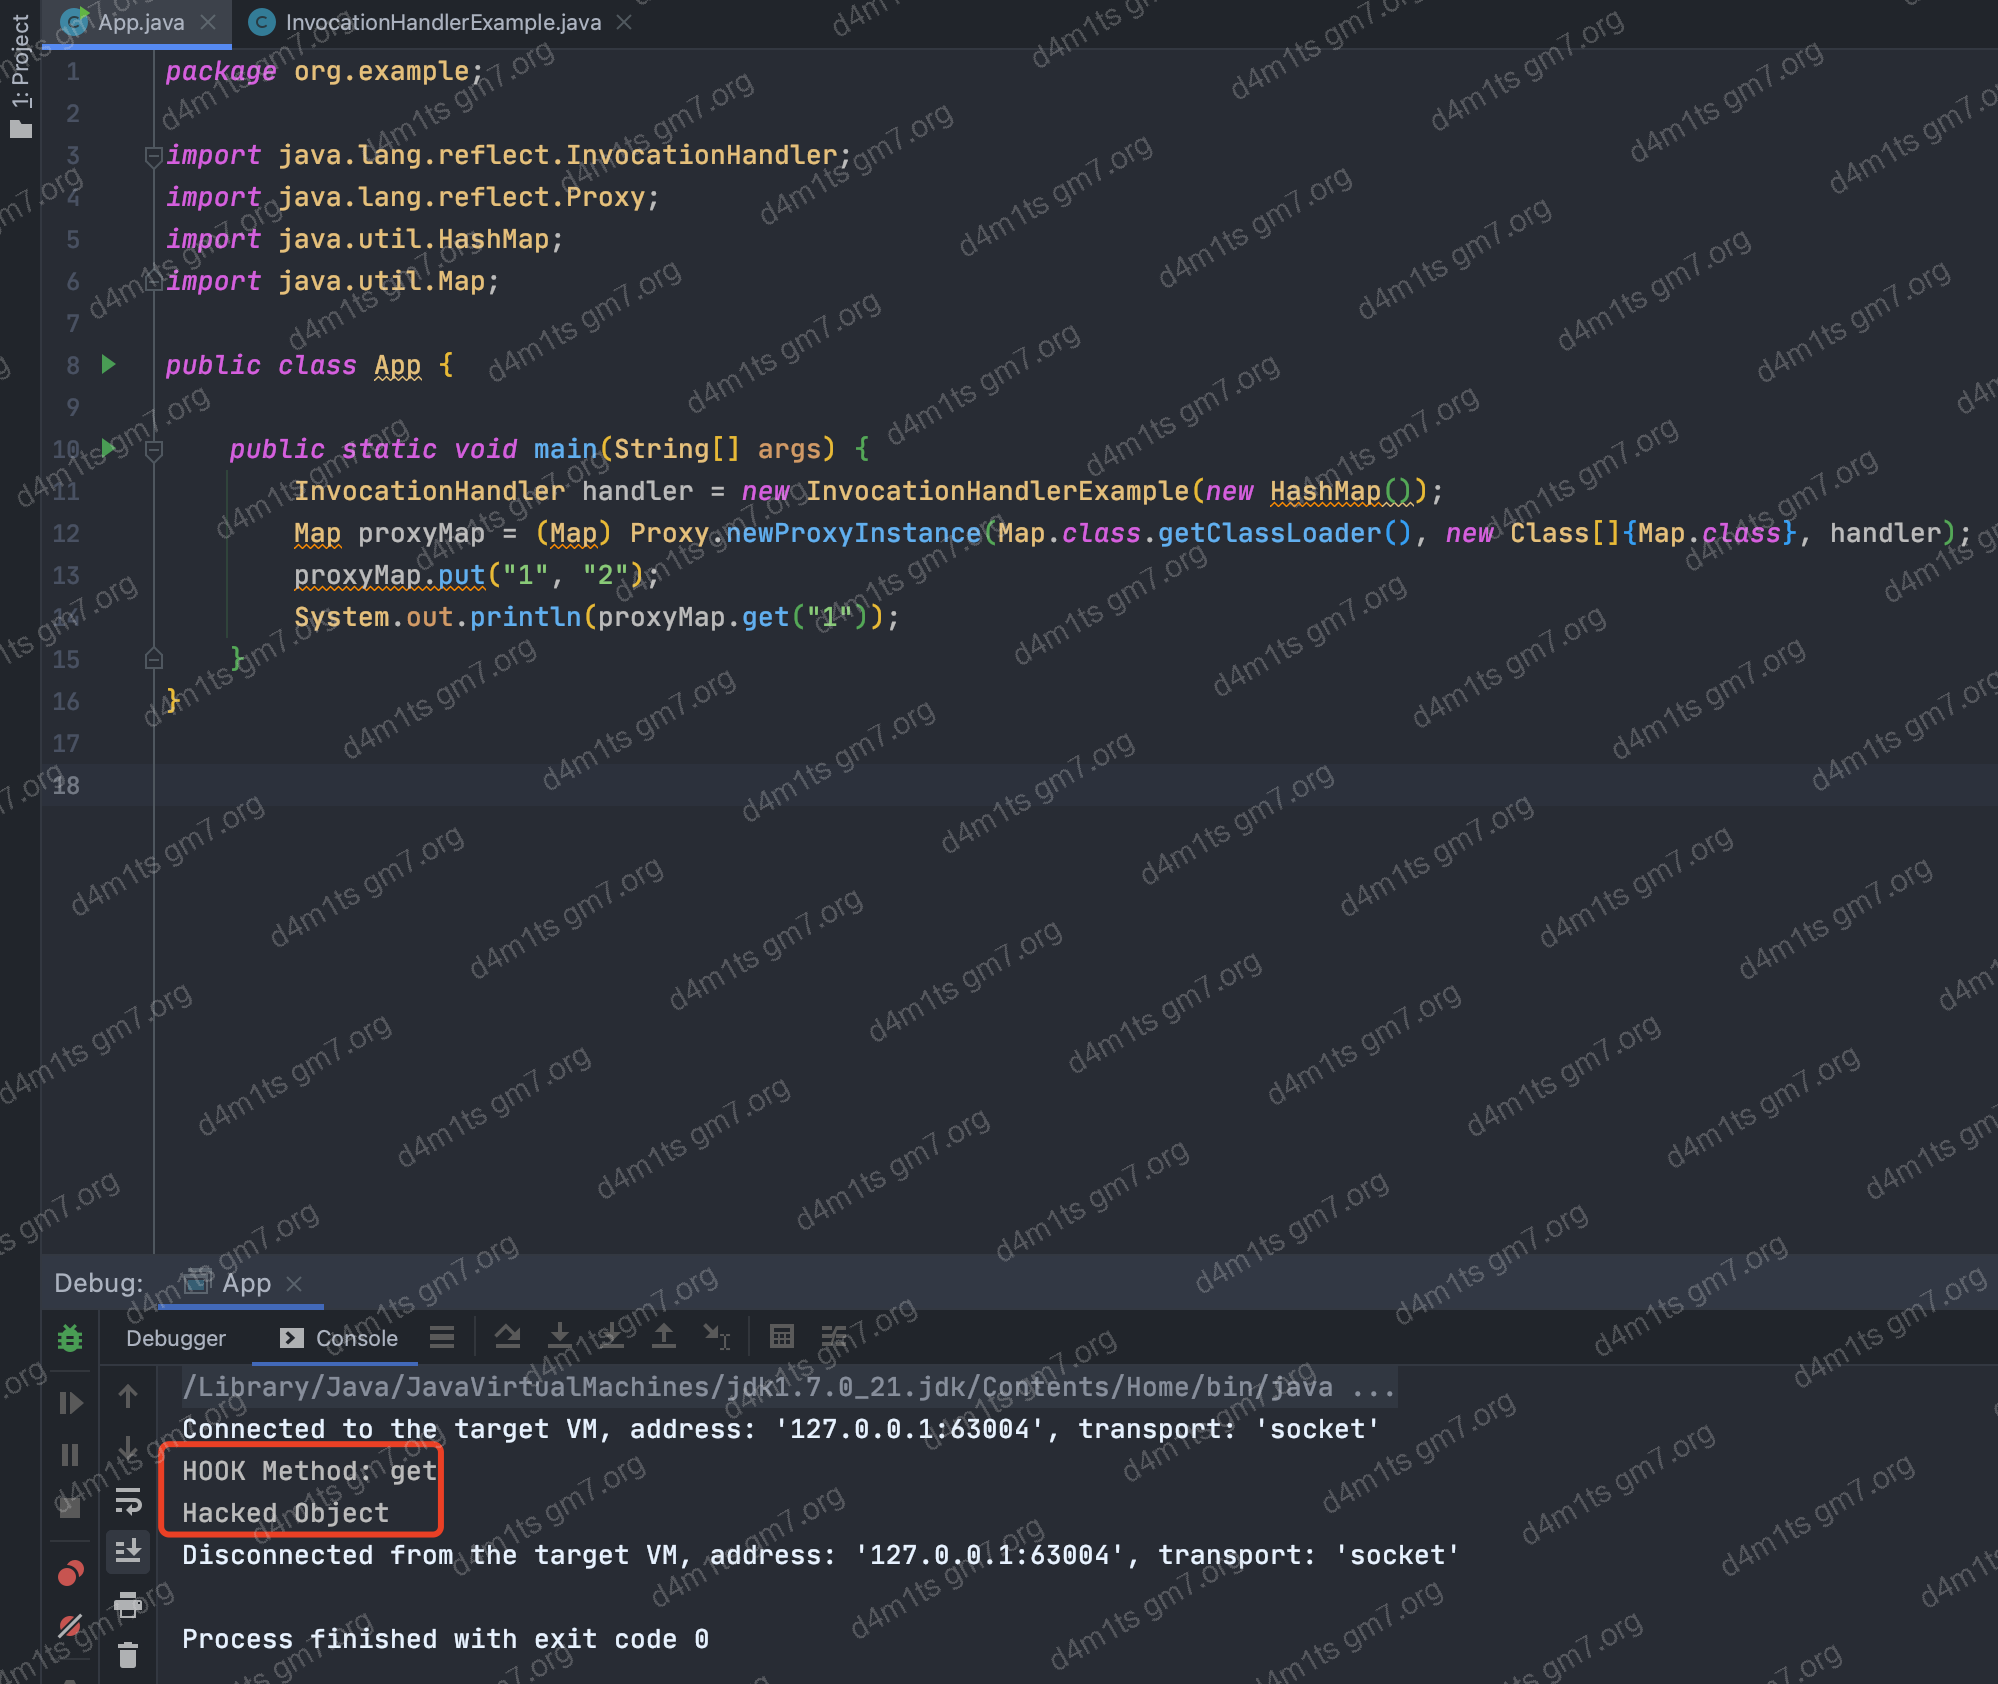 1: Project
App.java
InvocationHandlerExample.java
1 package org.example;
2
3 import java.lang.reflect.InvocationHandler;
4 import java.lang.reflect.Proxy;
5 import java.util.HashMap;
6 import java.util.Map;
7
8 public class App {
9
10 public static void main(String[] args) {
11 InvocationHandler handler = new InvocationHandlerExample(new HashMap());
12 Map proxyMap = (Map) Proxy.newProxyInstance(Map.class.getClassLoader(), new Class[]{Map.class}, handler);
13 proxyMap.put("1", "2");
14 System.out.println(proxyMap.get("1"));
15 }
16 }
17
18
Debug: App
Debugger Console
/Library/Java/JavaVirtualMachines/jdk1.7.0_21.jdk/Contents/Home/bin/java ...
Connected to the target VM, address: '127.0.0.1:63004', transport: 'socket'
HOOK Method: get
Hacked Object
Disconnected from the target VM, address: '127.0.0.1:63004', transport: 'socket'
Process finished with exit code 0
d4m1ts gm7.org